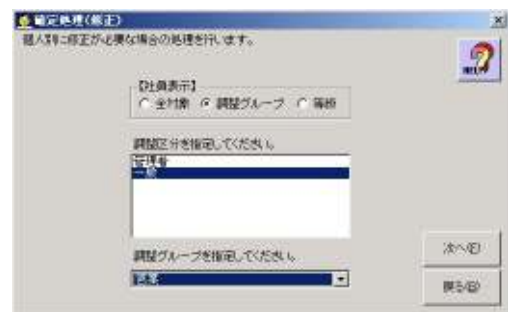 確定処理(修正)
個人別に修正が必要な場合の処理を行います。
HELP
【社員表示】
全対象 調整グループ 等級
調整区分を指定してください。
管理者
一般
調整グループを指定してください。
次へ(F)
戻る(B)